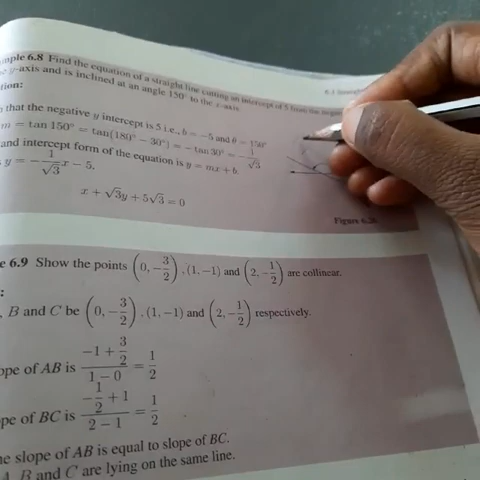 mple 6.8 Find the equation of a straight line cutting an intercept of 5 from the negative
y-axis and is inclined at an angle 150° to the x-axis.
tion:
that the negative y intercept is 5 i.e., b = −5 and θ = 150°
m = tan 150° = tan(180° − 30°) = − tan 30° = − 1/√3
and intercept form of the equation is y = mx + b.
y = − 1/√3 x − 5.
x + √3y + 5√3 = 0
Figure 6.20
e 6.9 Show the points (0, −3/2), (1, −1) and (2, −1/2) are collinear.
:
, B and C be (0, −3/2), (1, −1) and (2, −1/2) respectively.
ope of AB is (−1 + 3/2)/(1 − 0) = 1/2
ope of BC is (−1/2 + 1)/(2 − 1) = 1/2
e slope of AB is equal to slope of BC.
A, B and C are lying on the same line.